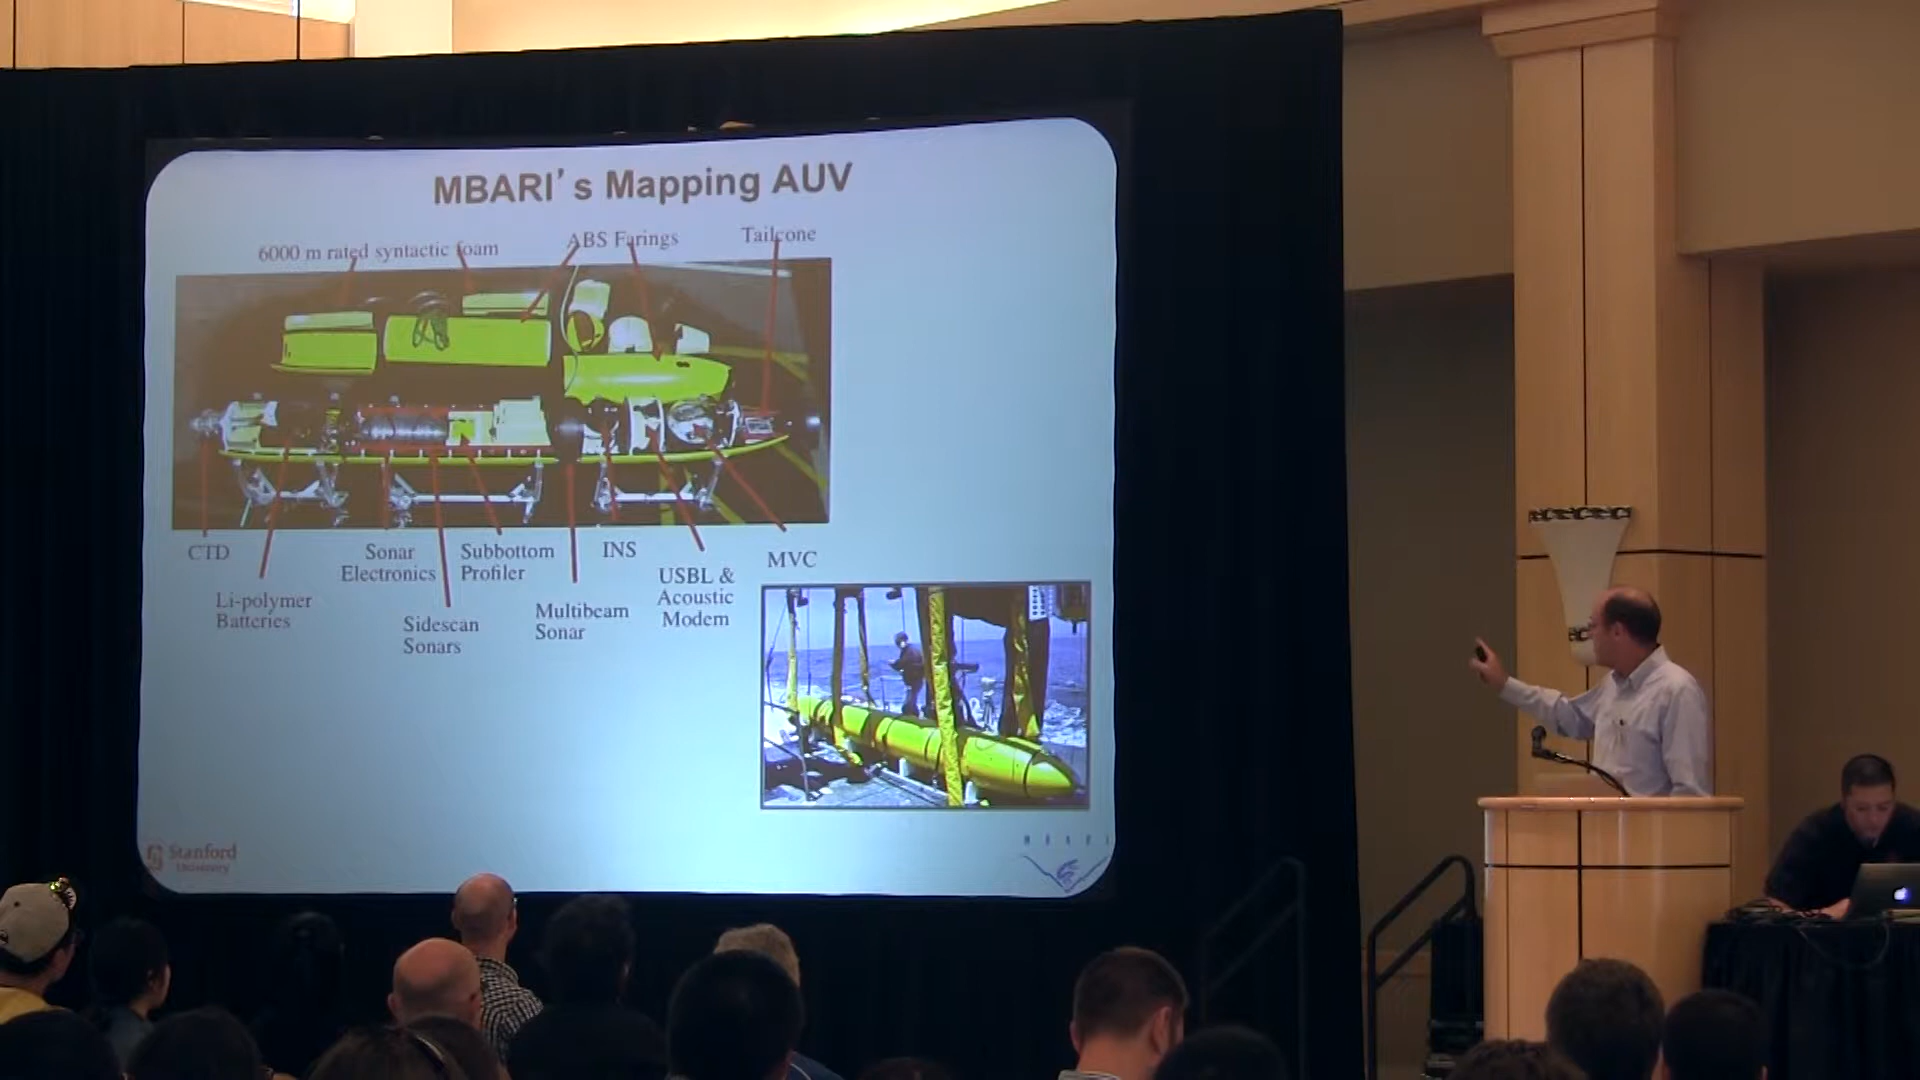 MBARI's Mapping AUV
6000 m rated syntactic foam
ABS Farings
Tailcone
CTD
Li-polymer
Batteries
Sonar
Electronics
Sidescan
Sonars
Subbottom
Profiler
Multibeam
Sonar
INS
USBL &
Acoustic
Modem
MVC
Stanford
University
M B A R I